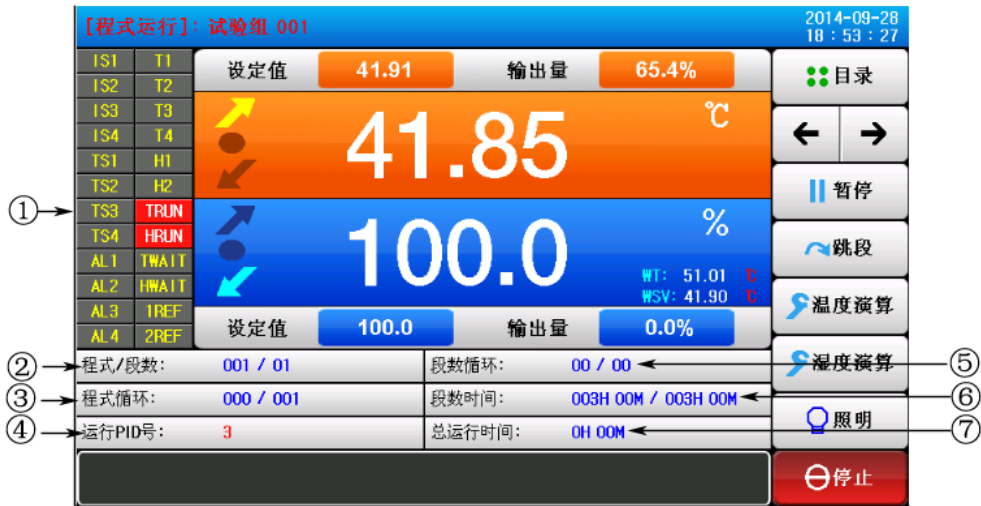 [程式运行]: 试验组 001
2014-09-28
18 : 53 : 27
IS1 T1
IS2 T2
IS3 T3
IS4 T4
TS1 H1
TS2 H2
TS3 TRUN
TS4 HRUN
AL1 TWAIT
AL2 HWAIT
AL3 1REF
AL4 2REF
①
设定值 41.91 输出量 65.4%
41.85 ℃
100.0 %
WT: 51.01 ℃
WSV: 41.90 ℃
设定值 100.0 输出量 0.0%
② 程式/段数: 001 / 01
段数循环: 00 / 00 ⑤
③ 程式循环: 000 / 001
段数时间: 003H 00M / 003H 00M ⑥
④ 运行PID号: 3
总运行时间: 0H 00M ⑦
目录
← →
暂停
跳段
温度演算
湿度演算
照明
停止